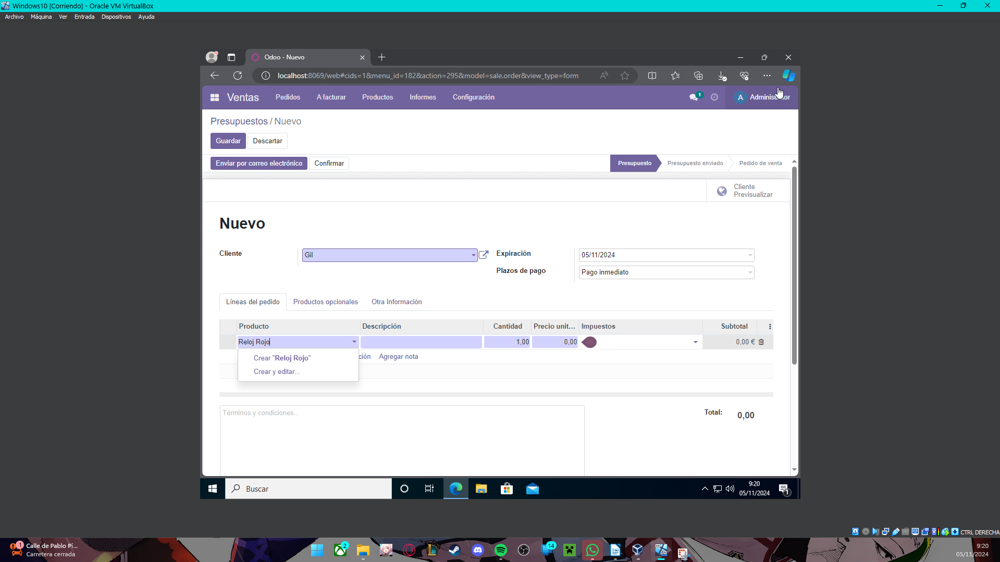 Windows10 [Corriendo] - Oracle VM VirtualBox
Archivo Máquina Ver Entrada Dispositivos Ayuda
Odoo - Nuevo
localhost:8069/web#cids=1&menu_id=182&action=295&model=sale.order&view_type=form
Ventas Pedidos A facturar Productos Informes Configuración 1 A
Presupuestos / Nuevo
Guardar Descartar
Enviar por correo electrónico Confirmar Presupuesto Presupuesto enviado Pedido de venta
Cliente
Previsualizar
Nuevo
Cliente Gil Expiración 05/11/2024
Plazos de pago Pago inmediato
Líneas del pedido Productos opcionales Otra Información
Producto Descripción Cantidad Precio unit... Impuestos Subtotal
Reloj Rojo 1,00 0,00 0,00 €
Crear "Reloj Rojo" ción Agregar nota
Crear y editar...
Términos y condiciones... Total: 0,00
Buscar 9:20
05/11/2024 1
CTRL DERECHA
1 Calle de Pablo Pi...
Carretera cerrada
2 14 10
9:20
05/11/2024